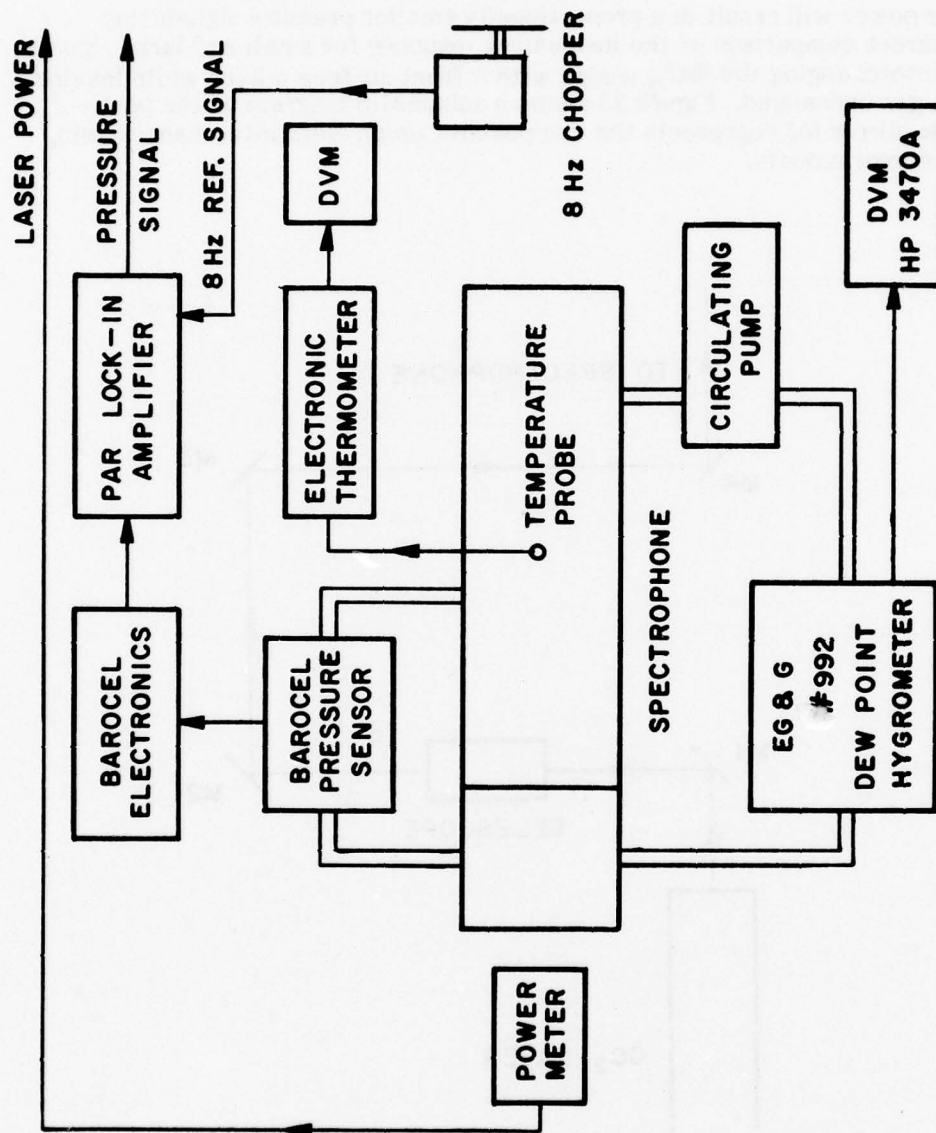 LASER POWER
PRESSURE
SIGNAL
PAR LOCK-IN
AMPLIFIER
BAROCEL
ELECTRONICS
8 Hz REF. SIGNAL
DVM
ELECTRONIC
THERMOMETER
BAROCEL
PRESSURE
SENSOR
8 Hz CHOPPER
TEMPERATURE
PROBE
POWER
METER
SPECTROPHONE
CIRCULATING
PUMP
EG & G
#992
DEW POINT
HYGROMETER
DVM
HP 3470A